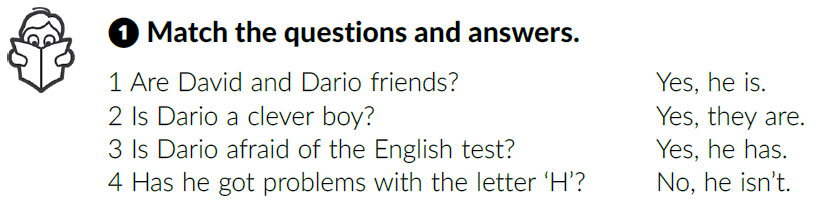 1 Match the questions and answers.
1 Are David and Dario friends? Yes, he is.
2 Is Dario a clever boy? Yes, they are.
3 Is Dario afraid of the English test? Yes, he has.
4 Has he got problems with the letter ‘H’? No, he isn’t.